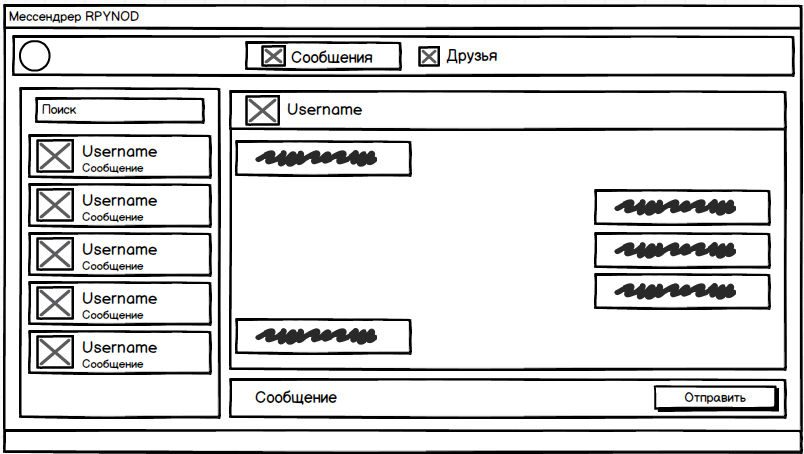 Мессендрер RPYNOD
Сообщения
Друзья
Поиск
Username
Сообщение
Username
Сообщение
Username
Сообщение
Username
Сообщение
Username
Сообщение
Username
Сообщение
Отправить